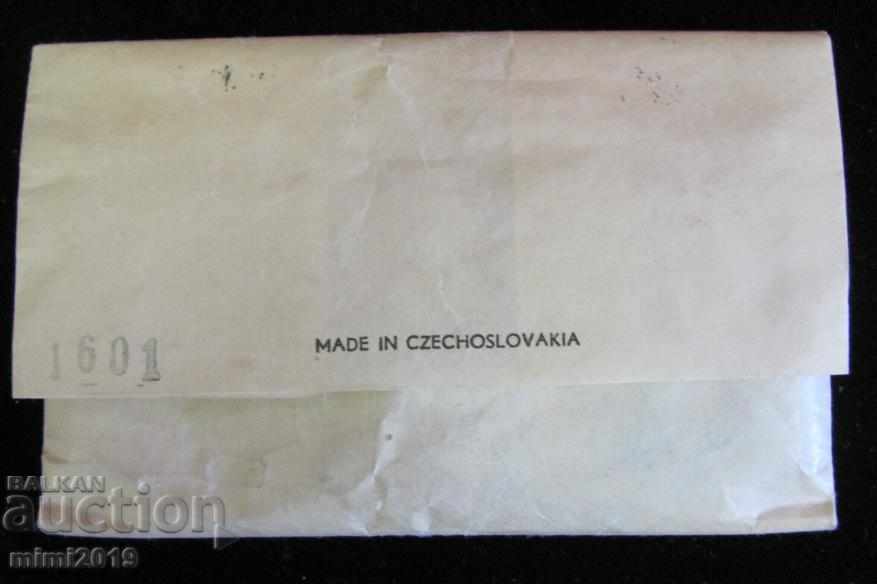 MADE IN CZECHOSLOVAKIA
1601
BALKAN
auction
mimi2019